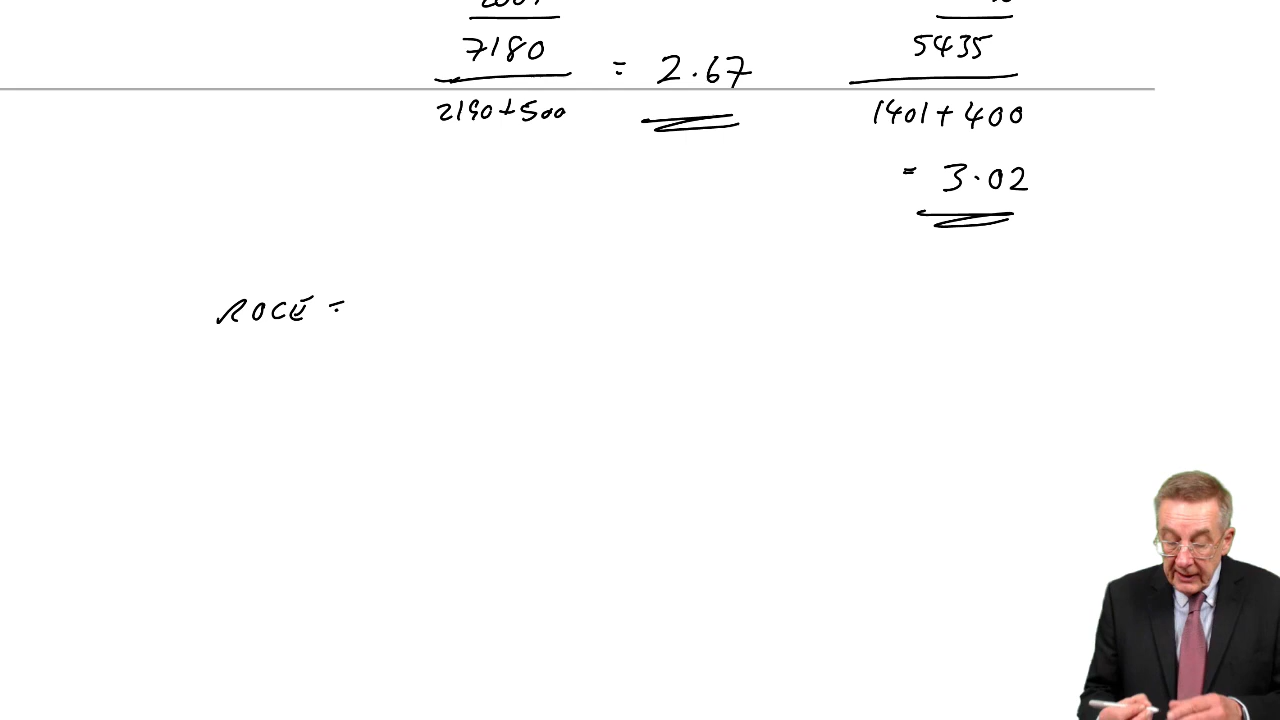 7180 5435
= 2.67
2190+500 1401+400
= 3.02
ROCE =